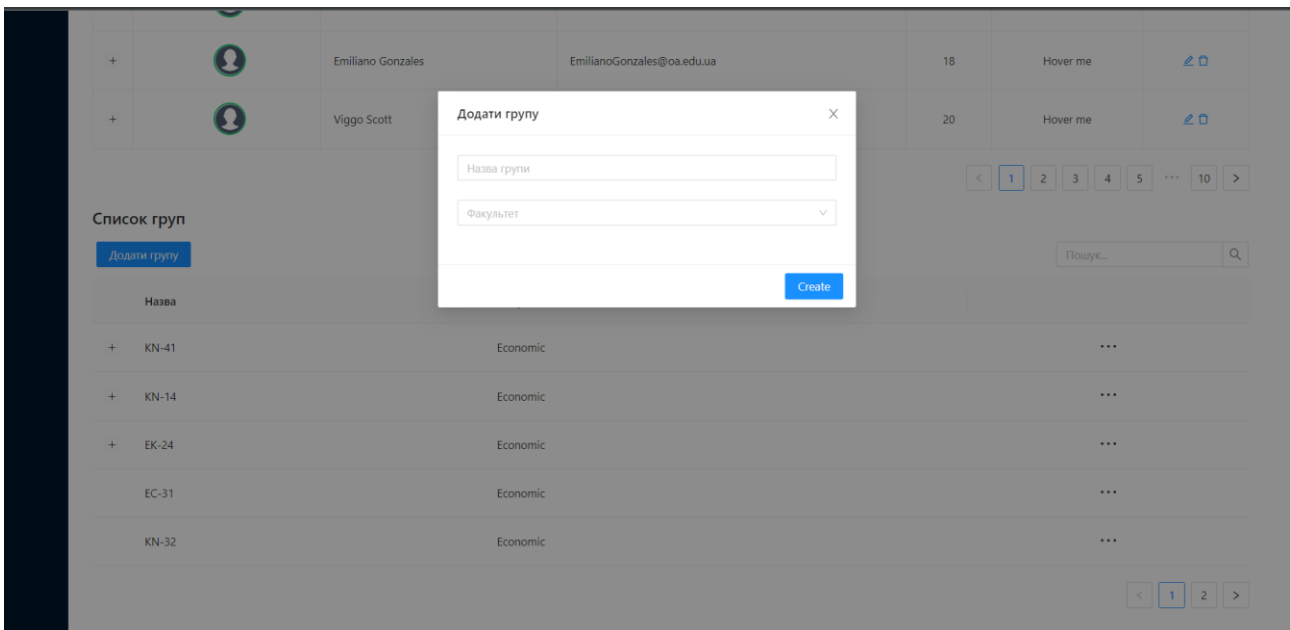 Emiliano Gonzales EmilianoGonzales@oa.edu.ua 18 Hover me
Viggo Scott 20 Hover me
Додати групу
Назва групи
Факультет
Create
< 1 2 3 4 5 ••• 10 >
Список груп
Додати групу
Пошук...
Назва
+ KN-41 Economic •••
+ KN-14 Economic •••
+ EK-24 Economic •••
EC-31 Economic •••
KN-32 Economic •••
< 1 2 >